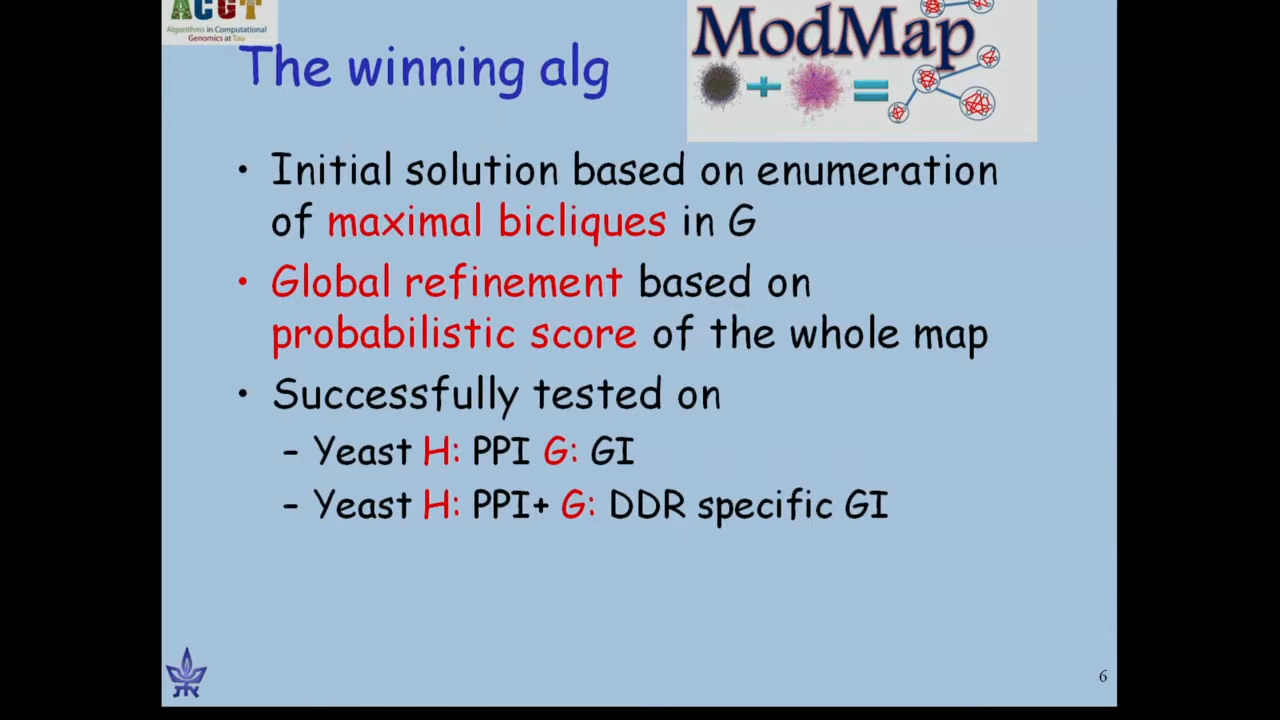 ACGT
Algorithms in Computational
Genomics at Tau
The winning alg
ModMap
• Initial solution based on enumeration
of maximal bicliques in G
• Global refinement based on
probabilistic score of the whole map
• Successfully tested on
– Yeast H: PPI G: GI
– Yeast H: PPI+ G: DDR specific GI
6